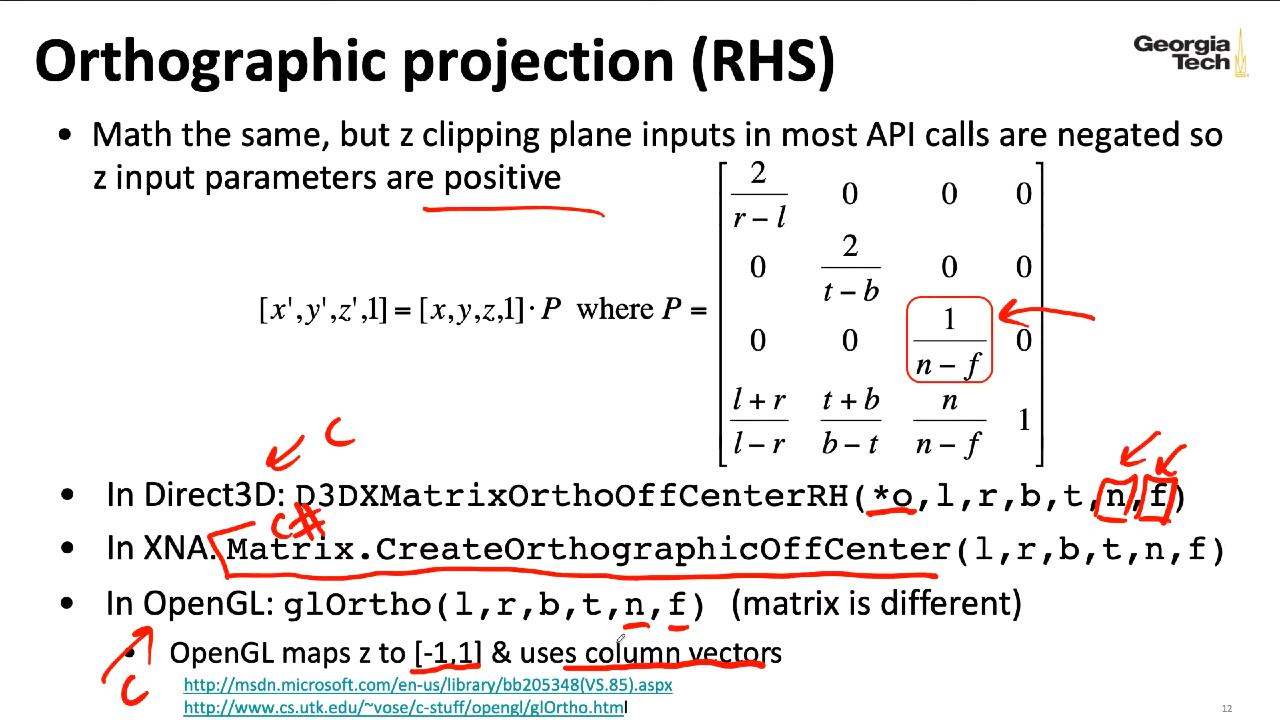 Orthographic projection (RHS)
Georgia
Tech
• Math the same, but z clipping plane inputs in most API calls are negated so
z input parameters are positive
[x',y',z',1] = [x,y,z,1]· P where P =
2/(r − l) 0 0 0
0 2/(t − b) 0 0
0 0 1/(n − f) 0
(l + r)/(l − r) (t + b)/(b − t) n/(n − f) 1
C
• In Direct3D: D3DXMatrixOrthoOffCenterRH(*o,l,r,b,t,n,f)
C#
• In XNA: Matrix.CreateOrthographicOffCenter(l,r,b,t,n,f)
• In OpenGL: glOrtho(l,r,b,t,n,f) (matrix is different)
• OpenGL maps z to [-1,1] & uses column vectors
C
http://msdn.microsoft.com/en-us/library/bb205348(VS.85).aspx
http://www.cs.utk.edu/~vose/c-stuff/opengl/glOrtho.html
12